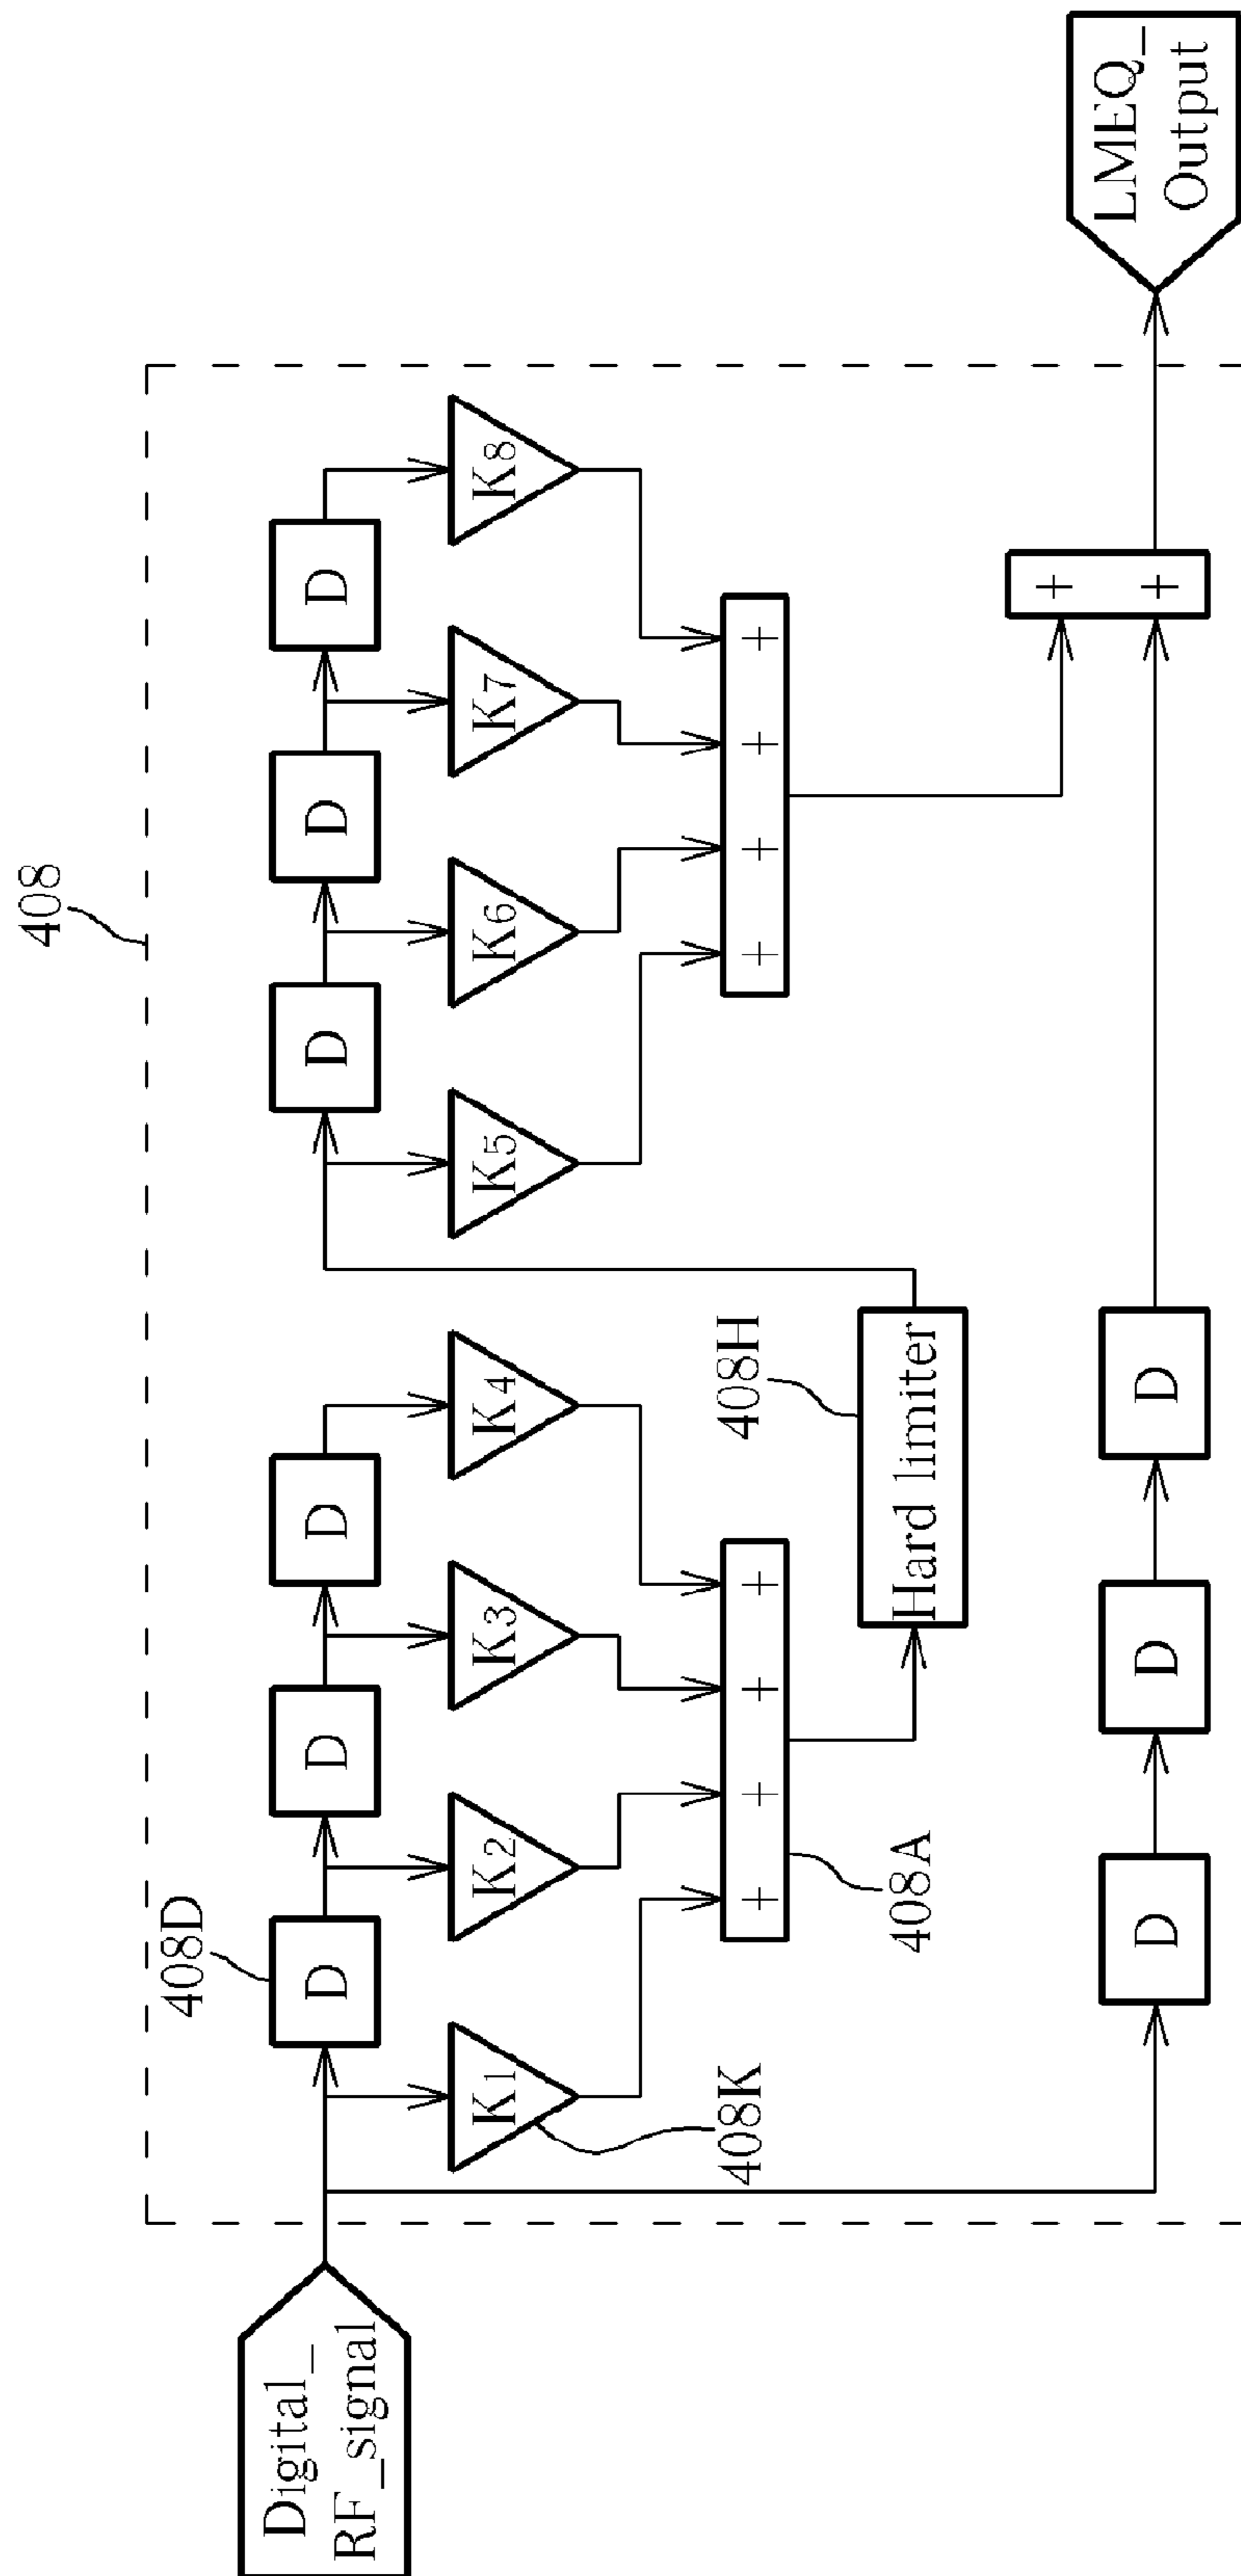 408
408D
D
D
D
D
D
D
K1
K2
K3
K4
K5
K6
K7
K8
408K
+
+
+
+
+
+
+
+
408A
408H
Hard limiter
Digital_
RF_signal
D
D
D
+
+
LMEQ_
Output